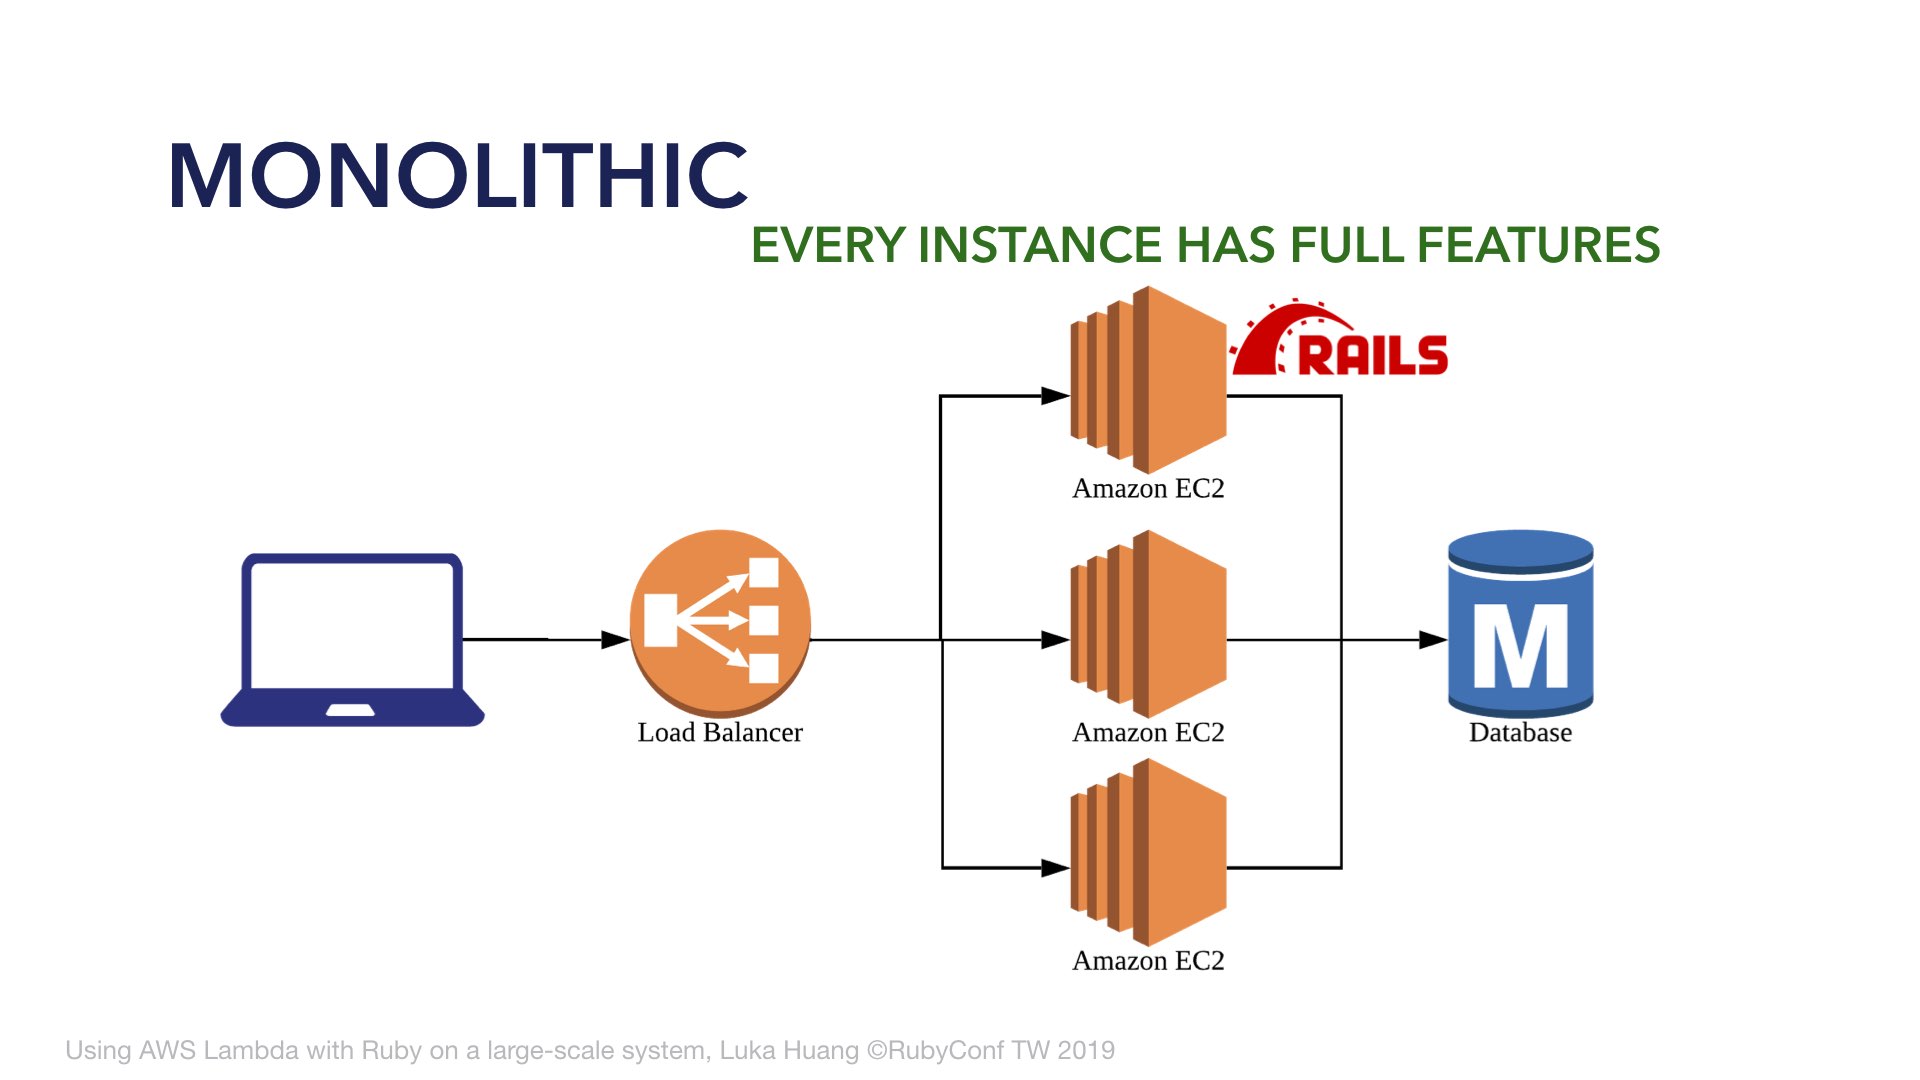 MONOLITHIC
EVERY INSTANCE HAS FULL FEATURES
RAILS
Amazon EC2
Load Balancer
Amazon EC2
M
Database
Amazon EC2
Using AWS Lambda with Ruby on a large-scale system, Luka Huang ©RubyConf TW 2019